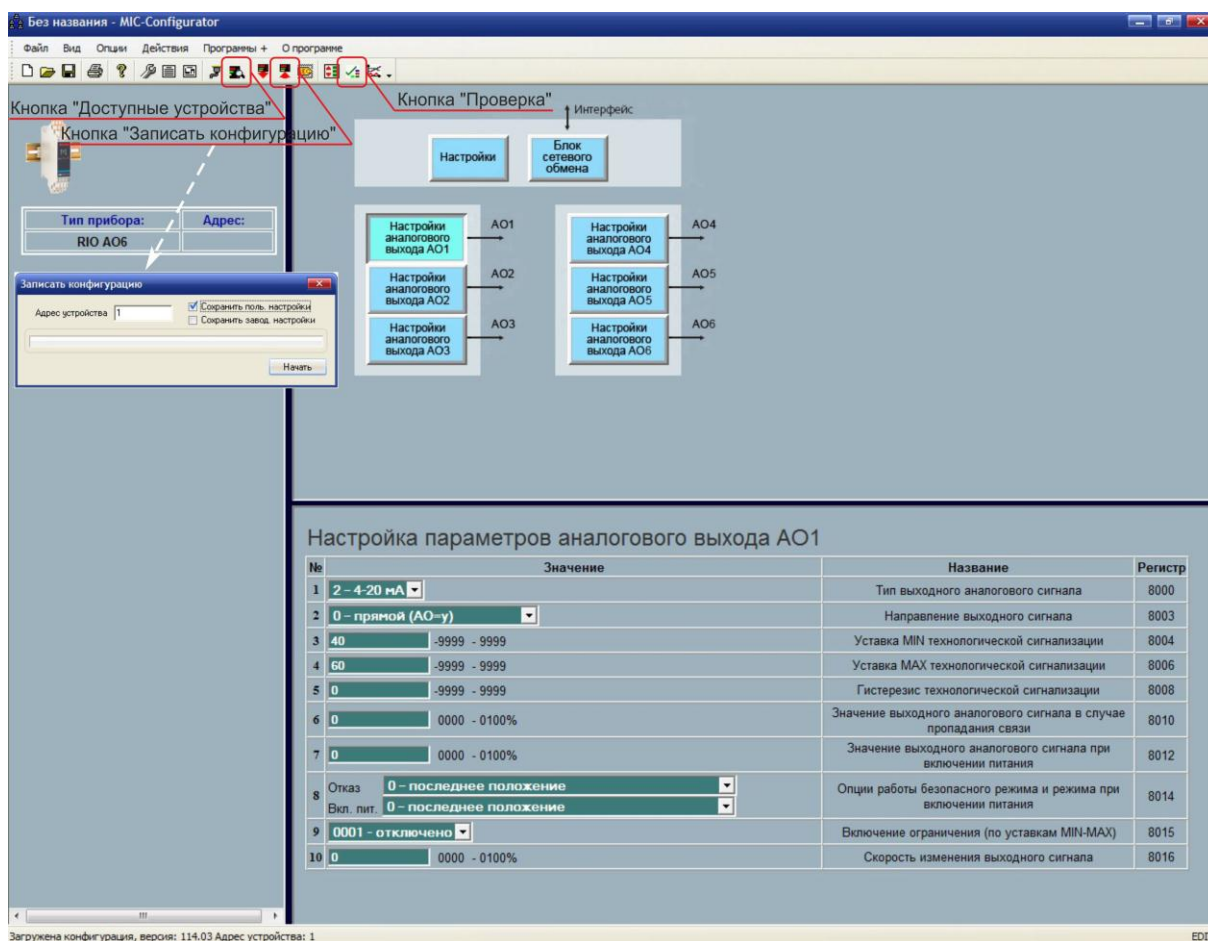 Без названия - MIC-Configurator
Файл Вид Опции Действия Программы + О программе
Кнопка "Доступные устройства"
Кнопка "Записать конфигурацию"
Кнопка "Проверка"
Интерфейс
Настройки
Блок
сетевого
обмена
Тип прибора: Адрес:
RIO AO6
Настройки
аналогового
выхода AO1
AO1
Настройки
аналогового
выхода AO4
AO4
Настройки
аналогового
выхода AO2
AO2
Настройки
аналогового
выхода AO5
AO5
Настройки
аналогового
выхода AO3
AO3
Настройки
аналогового
выхода AO6
AO6
Записать конфигурацию
Адрес устройства 1
Сохранить поль. настройки
Сохранить завод. настройки
Начать
Настройка параметров аналогового выхода AO1
№ Значение Название Регистр
1 2 – 4-20 мА Тип выходного аналогового сигнала 8000
2 0 – прямой (АО=у) Направление выходного сигнала 8003
3 40 -9999 - 9999 Уставка MIN технологической сигнализации 8004
4 60 -9999 - 9999 Уставка MAX технологической сигнализации 8006
5 0 -9999 - 9999 Гистерезис технологической сигнализации 8008
6 0 0000 - 0100% Значение выходного аналогового сигнала в случае
пропадания связи 8010
7 0 0000 - 0100% Значение выходного аналогового сигнала при
включении питания 8012
8 Отказ 0 – последнее положение Опции работы безопасного режима и режима при
Вкл. пит. 0 – последнее положение включении питания 8014
9 0001 - отключено Включение ограничения (по уставкам MIN-MAX) 8015
10 0 0000 - 0100% Скорость изменения выходного сигнала 8016
Загружена конфигурация, версия: 114.03 Адрес устройства: 1